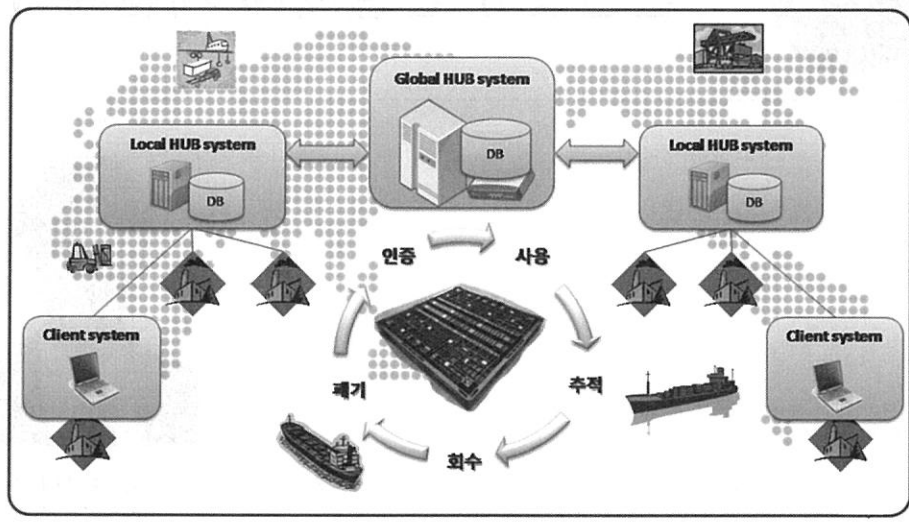 Global HUB system
DB
Local HUB system
DB
Local HUB system
DB
인증
사용
Client system
Client system
폐기
추적
회수